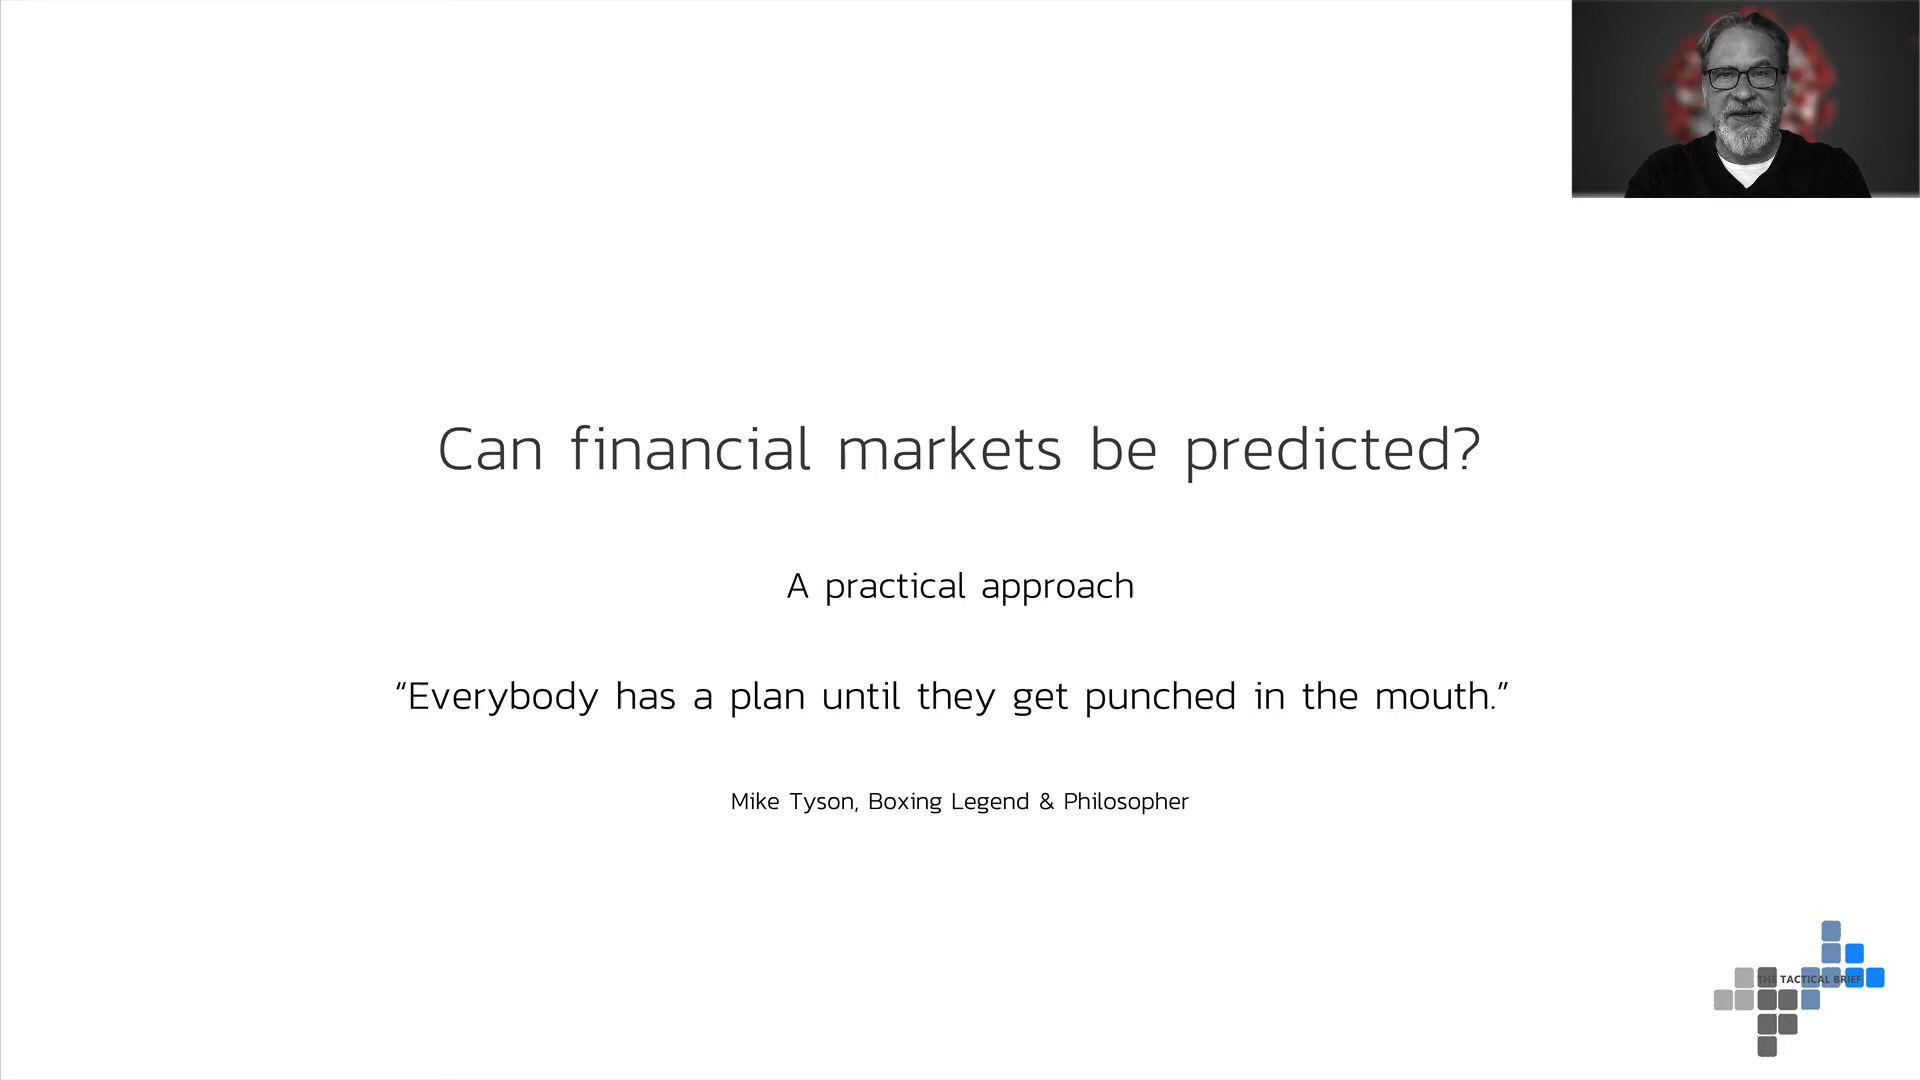 Can financial markets be predicted?
A practical approach
“Everybody has a plan until they get punched in the mouth.”
Mike Tyson, Boxing Legend & Philosopher
THE TACTICAL BRIEF